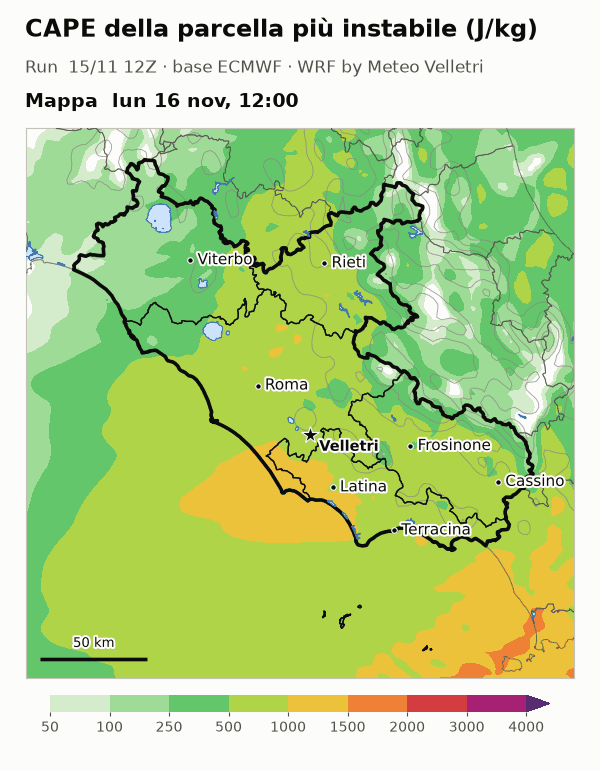 CAPE della parcella più instabile (J/kg)
Run 15/11 12Z · base ECMWF · WRF by Meteo Velletri
Mappa lun 16 nov, 12:00
Viterbo
Rieti
Roma
Velletri
Frosinone
Cassino
Latina
Terracina
50 km
50 100 250 500 1000 1500 2000 3000 4000